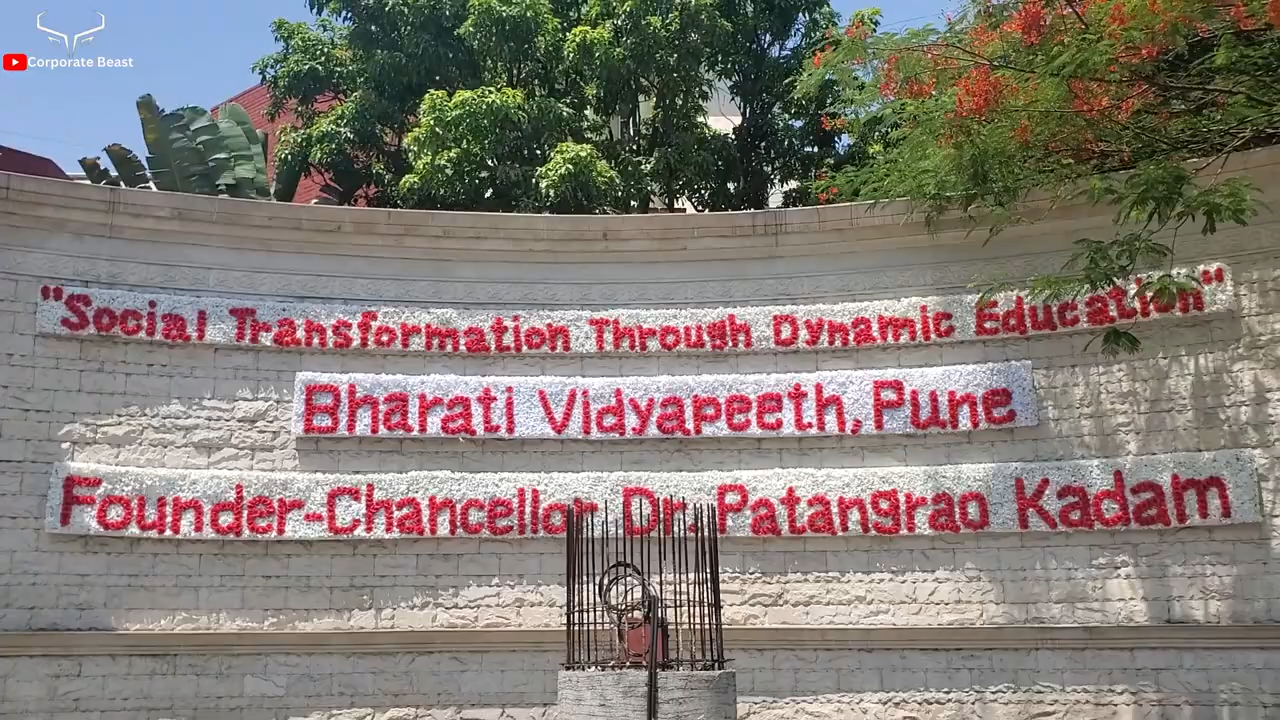 Corporate Beast
"Social Transformation Through Dynamic Education"
Bharati Vidyapeeth, Pune
Founder-Chancellor Dr. Patangrao Kadam